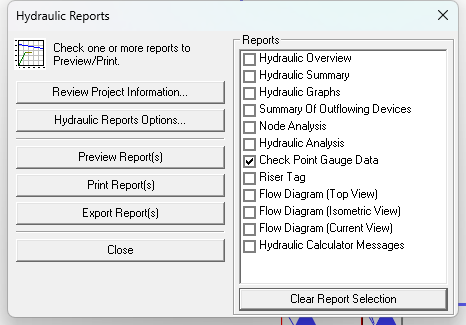 Hydraulic Reports
Check one or more reports to
Preview/Print.
Review Project Information...
Hydraulic Reports Options...
Preview Report(s)
Print Report(s)
Export Report(s)
Close
Reports
Hydraulic Overview
Hydraulic Summary
Hydraulic Graphs
Summary Of Outflowing Devices
Node Analysis
Hydraulic Analysis
Check Point Gauge Data
Riser Tag
Flow Diagram (Top View)
Flow Diagram (Isometric View)
Flow Diagram (Current View)
Hydraulic Calculator Messages
Clear Report Selection